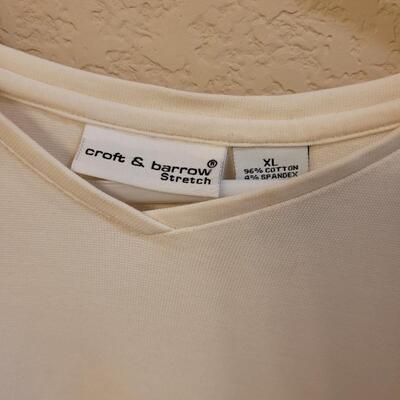 croft & barrow®
Stretch
XL
96% COTTON
4% SPANDEX